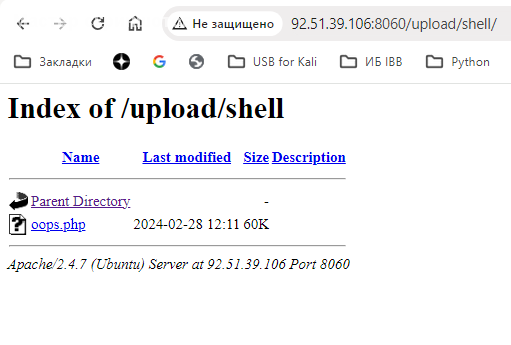 Не защищено 92.51.39.106:8060/upload/shell/
Закладки USB for Kali ИБ IBB Python
Index of /upload/shell
Name Last modified Size Description
Parent Directory -
oops.php 2024-02-28 12:11 60K
Apache/2.4.7 (Ubuntu) Server at 92.51.39.106 Port 8060